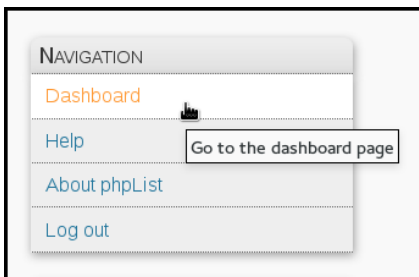 NAVIGATION
Dashboard
Help
Go to the dashboard page
About phpList
Log out